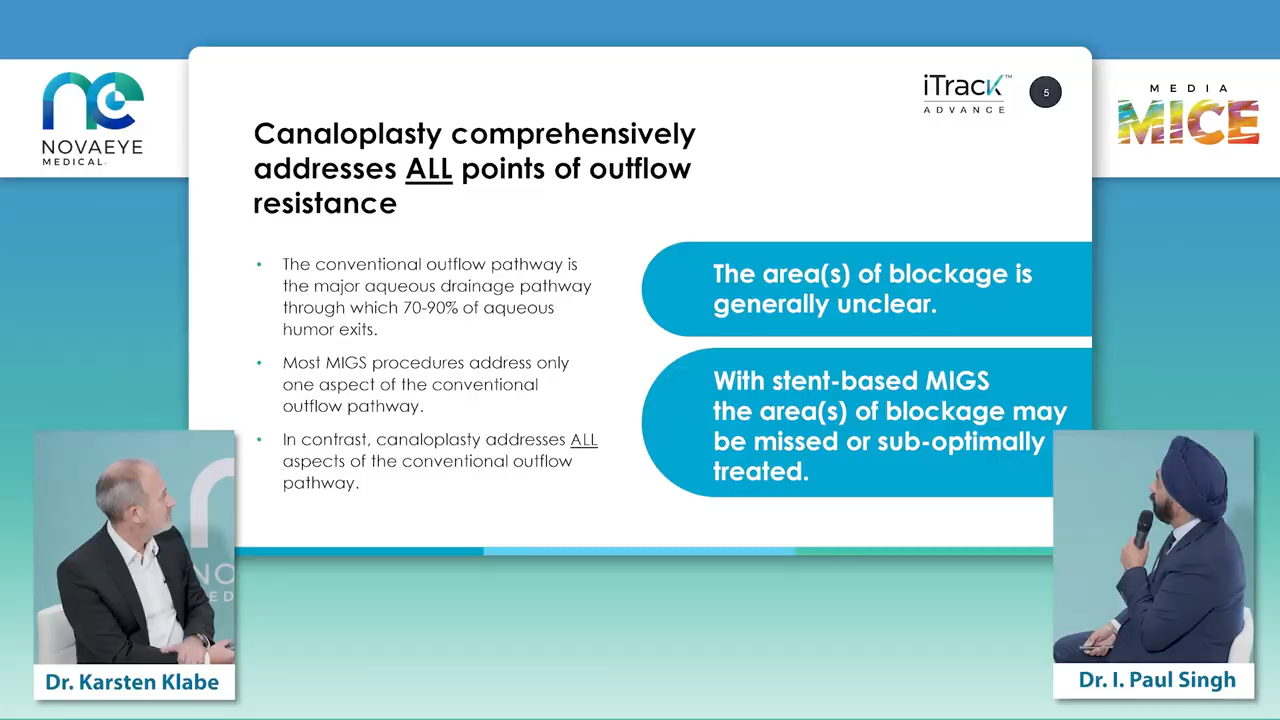 NOVAEYE
MEDICAL™
iTrack™
ADVANCE
5
MEDIA
MICE
Canaloplasty comprehensively
addresses ALL points of outflow
resistance
• The conventional outflow pathway is
the major aqueous drainage pathway
through which 70-90% of aqueous
humor exits.
• Most MIGS procedures address only
one aspect of the conventional
outflow pathway.
• In contrast, canaloplasty addresses ALL
aspects of the conventional outflow
pathway.
The area(s) of blockage is
generally unclear.
With stent-based MIGS
the area(s) of blockage may
be missed or sub-optimally
treated.
Dr. Karsten Klabe
Dr. I. Paul Singh